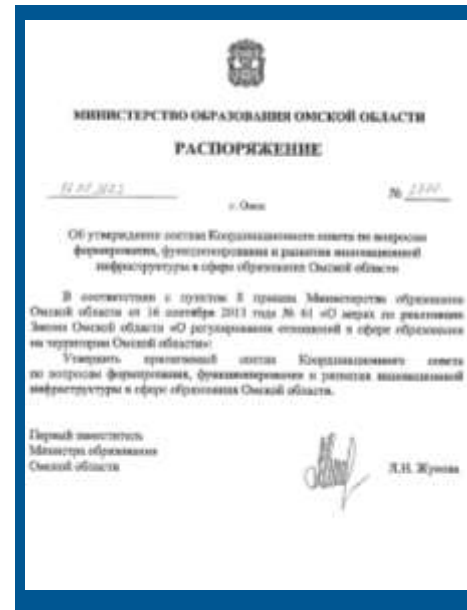 МИНИСТЕРСТВО ОБРАЗОВАНИЯ ОМСКОЙ ОБЛАСТИ
РАСПОРЯЖЕНИЕ
№
г. Омск
Об утверждении состава Координационного совета по вопросам
формирования, функционирования и развития инновационной
инфраструктуры в сфере образования Омской области
В соответствии с пунктом 8 приказа Министерства образования
Омской области от 16 сентября 2013 года № 61 «О мерах по реализации
Закона Омской области «О регулировании отношений в сфере образования
на территории Омской области»:
Утвердить прилагаемый состав Координационного совета
по вопросам формирования, функционирования и развития инновационной
инфраструктуры в сфере образования Омской области.
Первый заместитель
Министра образования
Омской области
Л.Н. Жукова